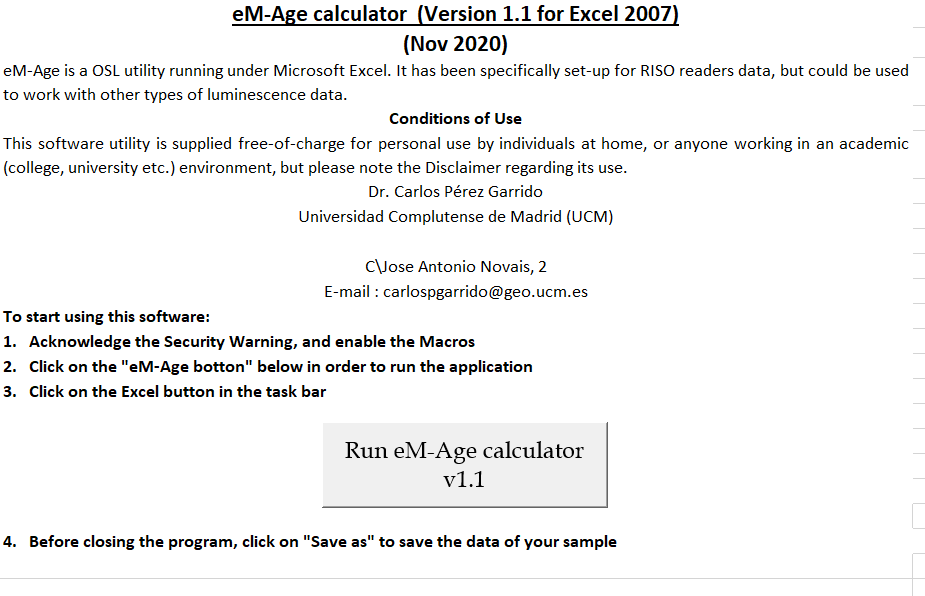 eM-Age calculator (Version 1.1 for Excel 2007)
(Nov 2020)
eM-Age is a OSL utility running under Microsoft Excel. It has been specifically set-up for RISO readers data, but could be used
to work with other types of luminescence data.
Conditions of Use
This software utility is supplied free-of-charge for personal use by individuals at home, or anyone working in an academic
(college, university etc.) environment, but please note the Disclaimer regarding its use.
Dr. Carlos Pérez Garrido
Universidad Complutense de Madrid (UCM)
C\Jose Antonio Novais, 2
E-mail : carlospgarrido@geo.ucm.es
To start using this software:
1. Acknowledge the Security Warning, and enable the Macros
2. Click on the "eM-Age botton" below in order to run the application
3. Click on the Excel button in the task bar
Run eM-Age calculator
v1.1
4. Before closing the program, click on "Save as" to save the data of your sample